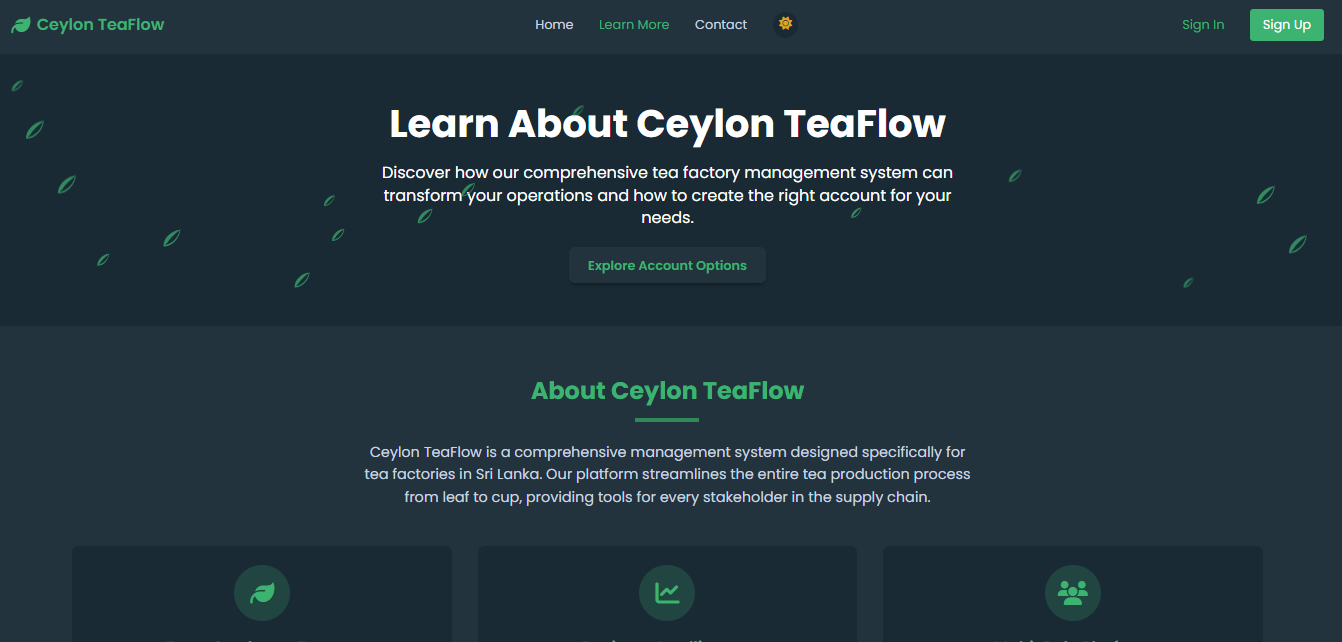 Ceylon TeaFlow
Home
Learn More
Contact
Sign In
Sign Up
Learn About Ceylon TeaFlow
Discover how our comprehensive tea factory management system can
transform your operations and how to create the right account for your
needs.
Explore Account Options
About Ceylon TeaFlow
Ceylon TeaFlow is a comprehensive management system designed specifically for
tea factories in Sri Lanka. Our platform streamlines the entire tea production process
from leaf to cup, providing tools for every stakeholder in the supply chain.